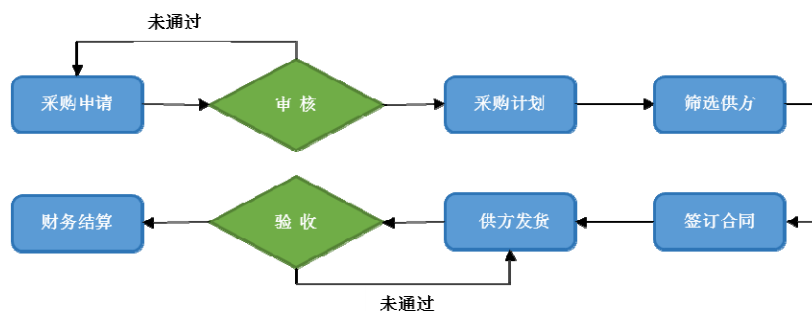 未通过
采购申请
审 核
采购计划
筛选供方
财务结算
验 收
供方发货
签订合同
未通过